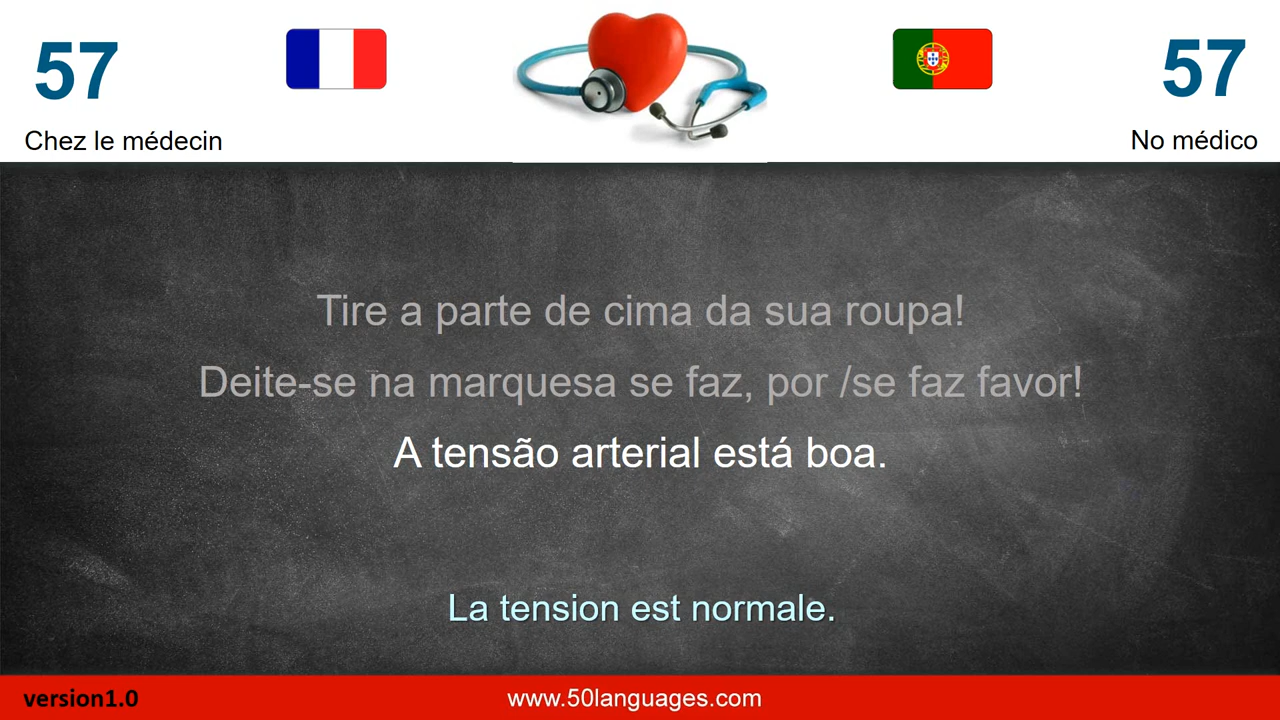 57
57
Chez le médecin
No médico
Tire a parte de cima da sua roupa!
Deite-se na marquesa se faz, por /se faz favor!
A tensão arterial está boa.
La tension est normale.
version1.0
www.50languages.com